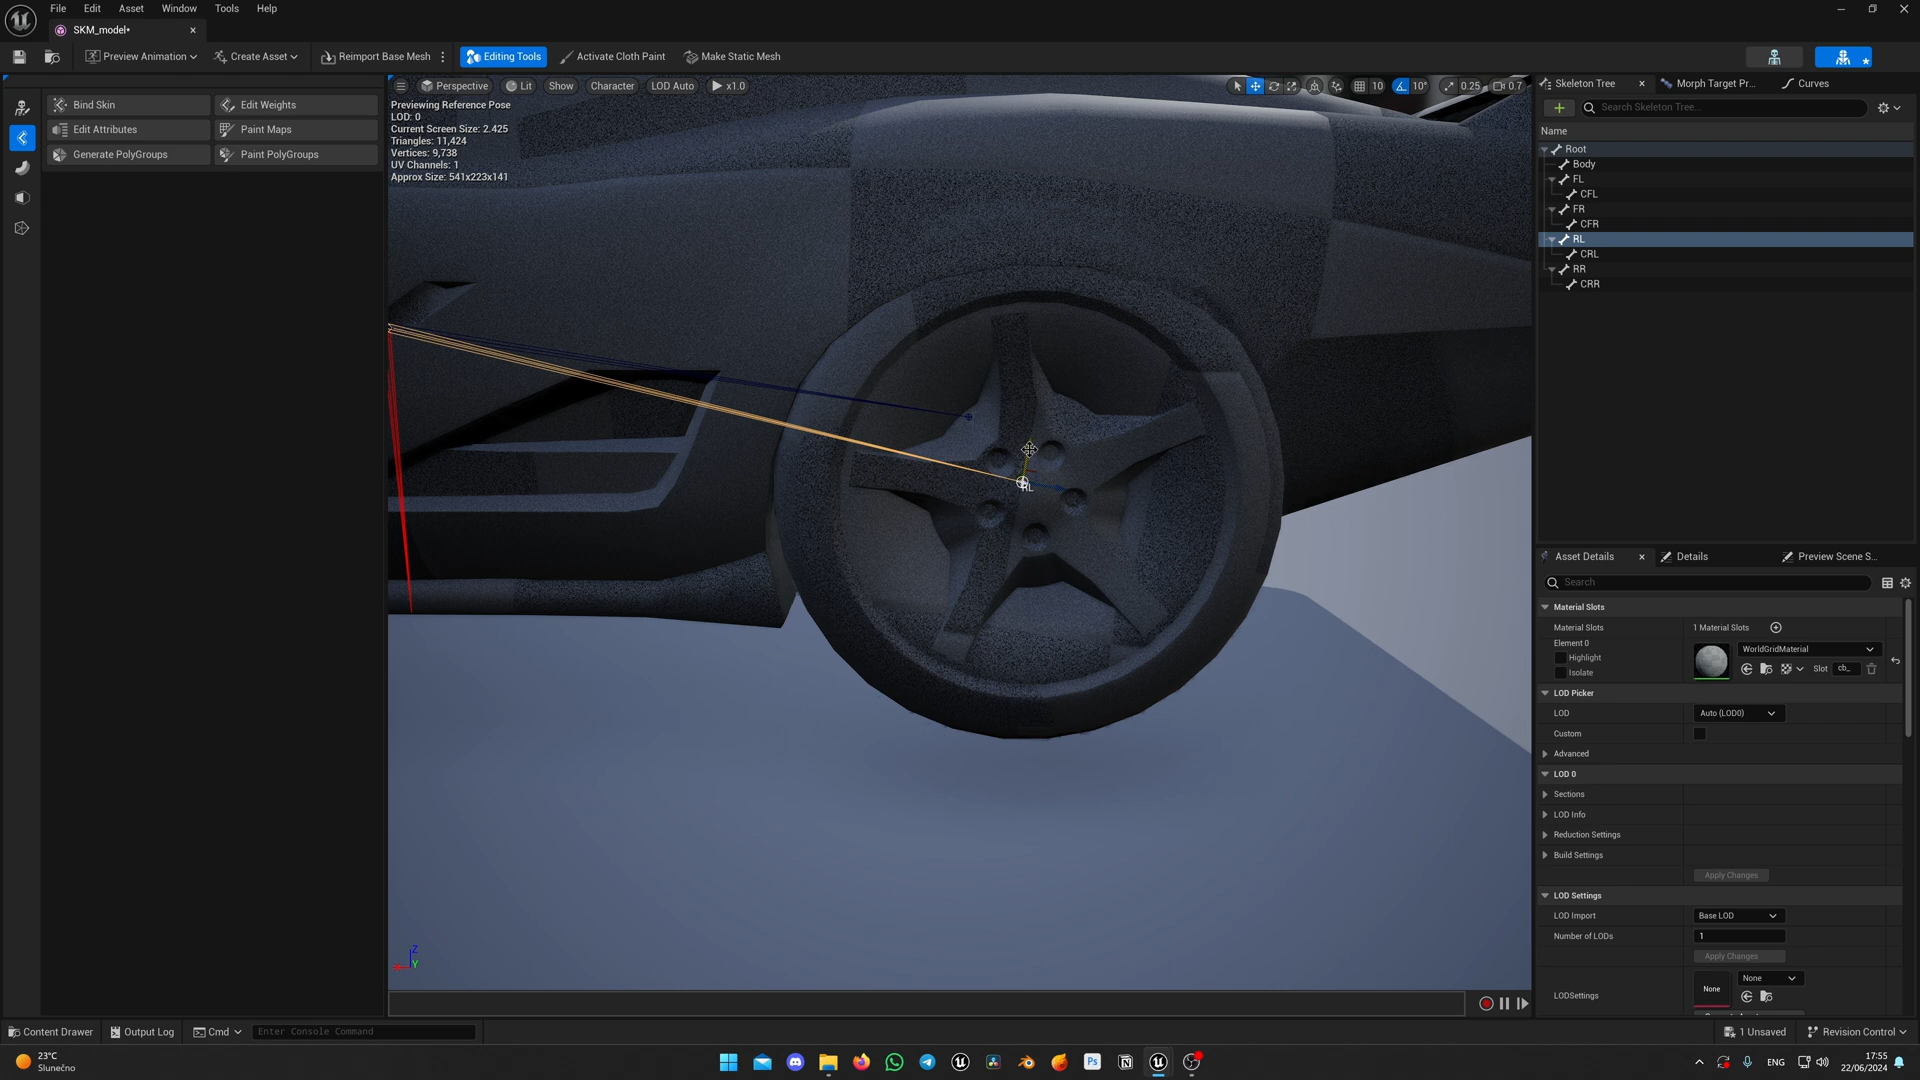 File Edit Asset Window Tools Help
SKM_model*
Preview Animation Create Asset Reimport Base Mesh Editing Tools Activate Cloth Paint Make Static Mesh
Bind Skin Edit Weights
Edit Attributes Paint Maps
Generate PolyGroups Paint PolyGroups
Perspective Lit Show Character LOD Auto x1.0 10 10° 0.25 0.7
Previewing Reference Pose
LOD: 0
Current Screen Size: 2.425
Triangles: 11,424
Vertices: 9,738
UV Channels: 1
Approx Size: 541x223x141
RL
Z
Y
Skeleton Tree Morph Target Pr... Curves
Search Skeleton Tree...
Name
Root
Body
FL
CFL
FR
CFR
RL
CRL
RR
CRR
Asset Details Details Preview Scene S...
Search
Material Slots
Material Slots 1 Material Slots
Element 0
Highlight
Isolate
WorldGridMaterial
Slot cb_
LOD Picker
LOD Auto (LOD0)
Custom
Advanced
LOD 0
Sections
LOD Info
Reduction Settings
Build Settings
Apply Changes
LOD Settings
LOD Import Base LOD
Number of LODs 1
Apply Changes
LODSettings None None
Content Drawer Output Log Cmd Enter Console Command
1 Unsaved Revision Control
23°C
Slunečno
Ps
ENG
17:55
22/06/2024